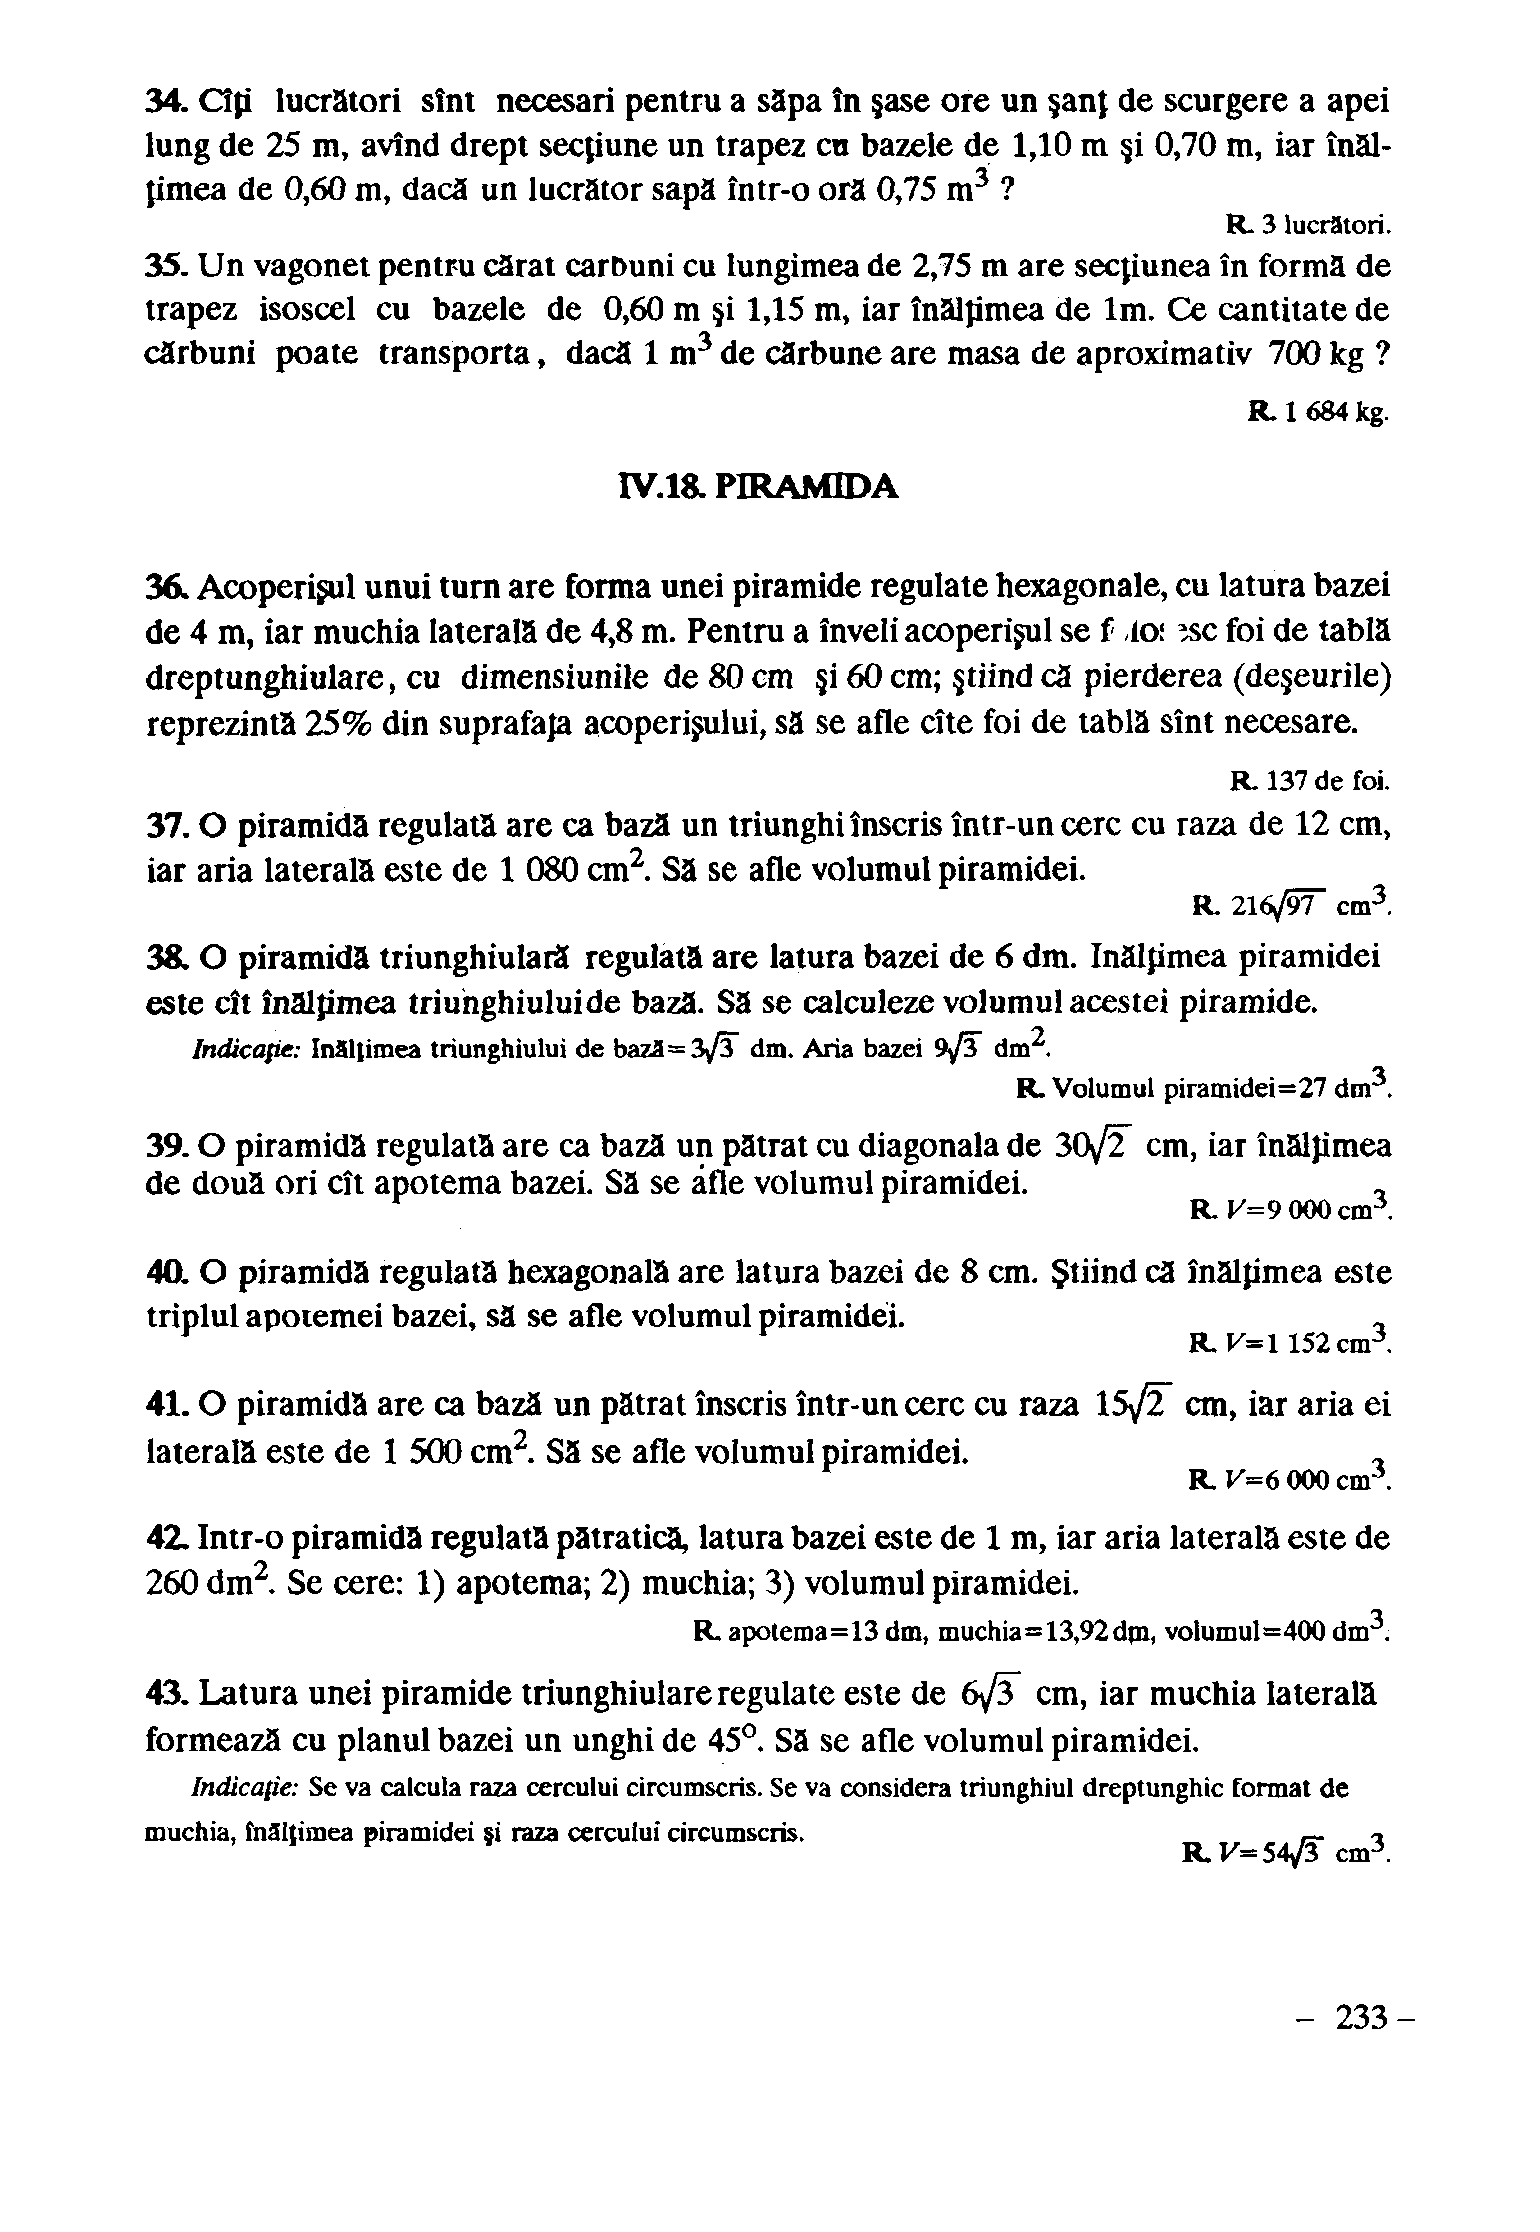 34. Cîţi lucrători sînt necesari pentru a săpa în şase ore un şanţ de scurgere a apei
lung de 25 m, avînd drept secţiune un trapez cu bazele de 1,10 m şi 0,70 m, iar înăl-
ţimea de 0,60 m, dacă un lucrător sapă într-o oră 0,75 m³ ?
R. 3 lucrători.
35. Un vagonet pentru cărat carbuni cu lungimea de 2,75 m are secţiunea în formă de
trapez isoscel cu bazele de 0,60 m şi 1,15 m, iar înălţimea de 1m. Ce cantitate de
cărbuni poate transporta, dacă 1 m³ de cărbune are masa de aproximativ 700 kg ?
R. 1 684 kg.
IV.18. PIRAMIDA
36. Acoperişul unui turn are forma unei piramide regulate hexagonale, cu latura bazei
de 4 m, iar muchia laterală de 4,8 m. Pentru a înveli acoperişul se foi de tablă
dreptunghiulare, cu dimensiunile de 80 cm şi 60 cm; ştiind că pierderea (deşeurile)
reprezintă 25% din suprafaţa acoperişului, să se afle cîte foi de tablă sînt necesare.
R. 137 de foi.
37. O piramidă regulată are ca bază un triunghi înscris într-un cerc cu raza de 12 cm,
iar aria laterală este de 1 080 cm². Să se afle volumul piramidei.
R. 216√97 cm³.
38. O piramidă triunghiulară regulată are latura bazei de 6 dm. Inălţimea piramidei
este cît înălţimea triunghiului de bază. Să se calculeze volumul acestei piramide.
Indicaţie: Inălţimea triunghiului de bază=3√3 dm. Aria bazei 9√3 dm².
R. Volumul piramidei=27 dm³.
39. O piramidă regulată are ca bază un pătrat cu diagonala de 30√2 cm, iar înălţimea
de două ori cît apotema bazei. Să se afle volumul piramidei.
R. V=9 000 cm³.
40. O piramidă regulată hexagonală are latura bazei de 8 cm. Ştiind că înălţimea este
triplul apotemei bazei, să se afle volumul piramidei.
R. V=1 152 cm³.
41. O piramidă are ca bază un pătrat înscris într-un cerc cu raza 15√2 cm, iar aria ei
laterală este de 1 500 cm². Să se afle volumul piramidei.
R. V=6 000 cm³.
42. Intr-o piramidă regulată pătratică, latura bazei este de 1 m, iar aria laterală este de
260 dm². Se cere: 1) apotema; 2) muchia; 3) volumul piramidei.
R. apotema=13 dm, muchia=13,92 dm, volumul=400 dm³.
43. Latura unei piramide triunghiulare regulate este de 6√3 cm, iar muchia laterală
formează cu planul bazei un unghi de 45°. Să se afle volumul piramidei.
Indicaţie: Se va calcula raza cercului circumscris. Se va considera triunghiul dreptunghic format de
muchia, înălţimea piramidei şi raza cercului circumscris.
R. V=54√3 cm³.
– 233 –